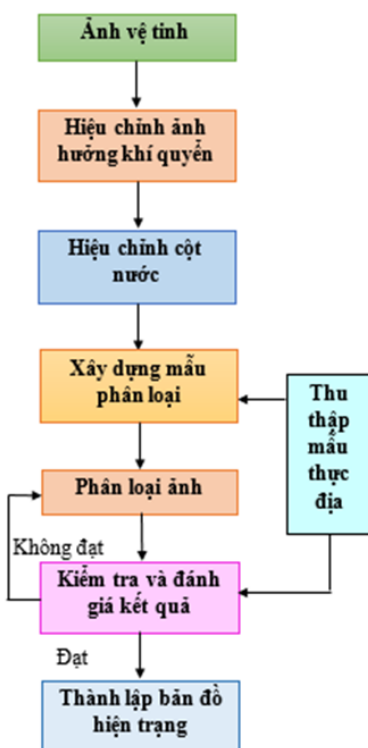 Ảnh vệ tinh
Hiệu chỉnh ảnh
hưởng khí quyển
Hiệu chỉnh cột
nước
Xây dựng mẫu
phân loại
Thu
thập
mẫu
thực
địa
Phân loại ảnh
Không đạt
Kiểm tra và đánh
giá kết quả
Đạt
Thành lập bản đồ
hiện trạng